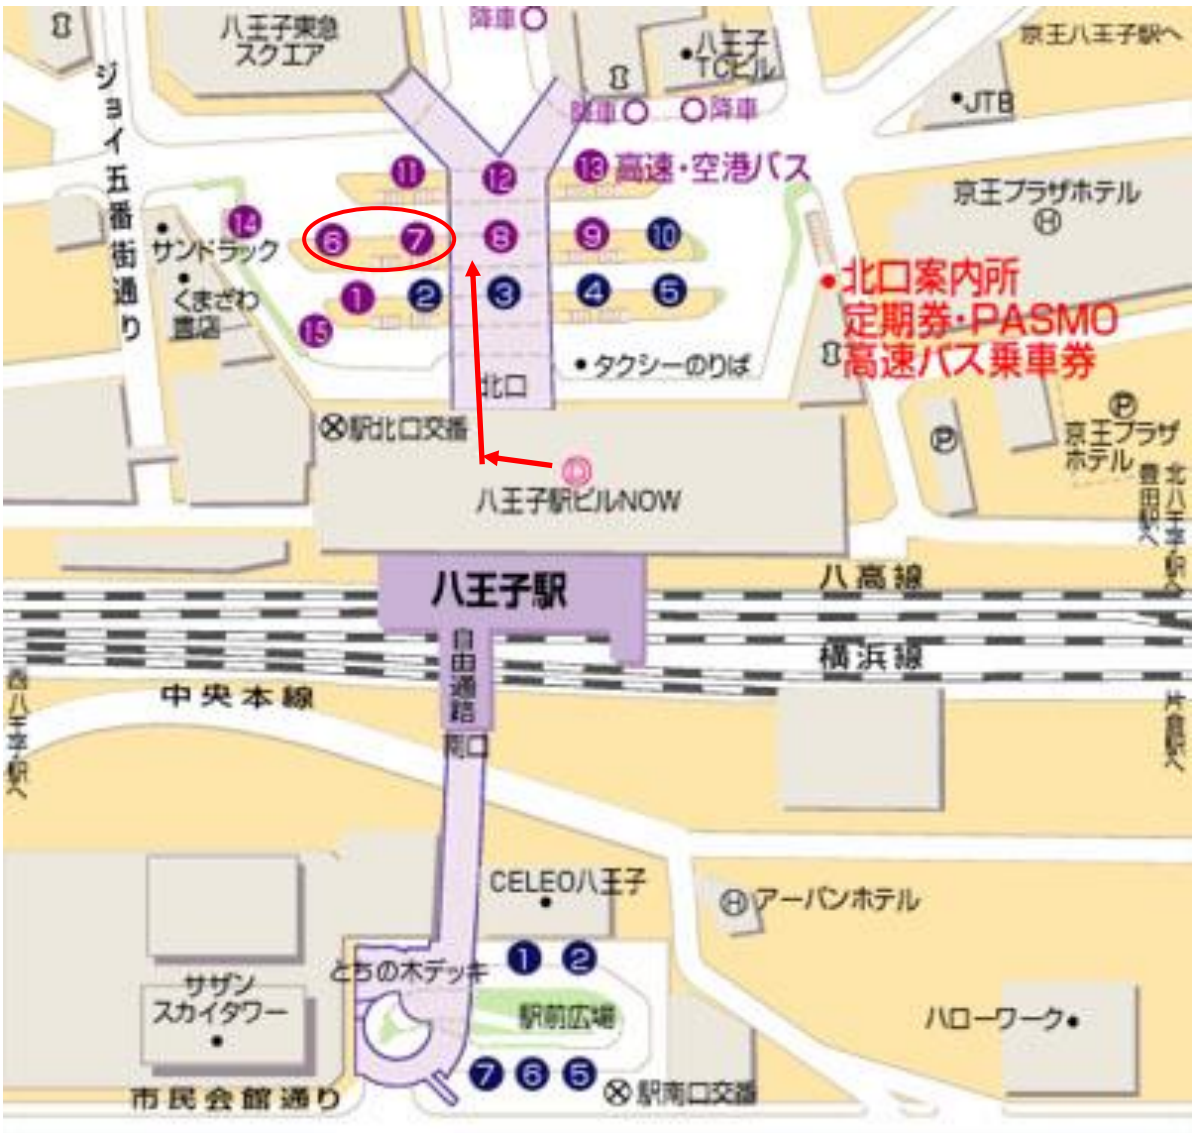 降車
八王子東急
スクエア
八王子
TCビル
京王八王子駅へ
JTB
降車
降車
ジョイ五番街通り
11
12
13 高速・空港バス
京王プラザホテル
H
14
サンドラック
6
7
8
9
10
くまざわ
書店
1
2
3
4
5
15
北口案内所
定期券・PASMO
高速バス乗車券
タクシーのりば
北口
駅北口交番
P
P
京王プラザ
ホテル
八王子駅ビルNOW
北八王子駅へ
豊田駅へ
八王子駅
八高線
自由通路
横浜線
中央本線
西八王子駅へ
片倉駅へ
南口
CELEO八王子
H アーバンホテル
とちの木デッキ
1
2
サザン
スカイタワー
駅前広場
ハローワーク
7
6
5
駅南口交番
市民会館通り